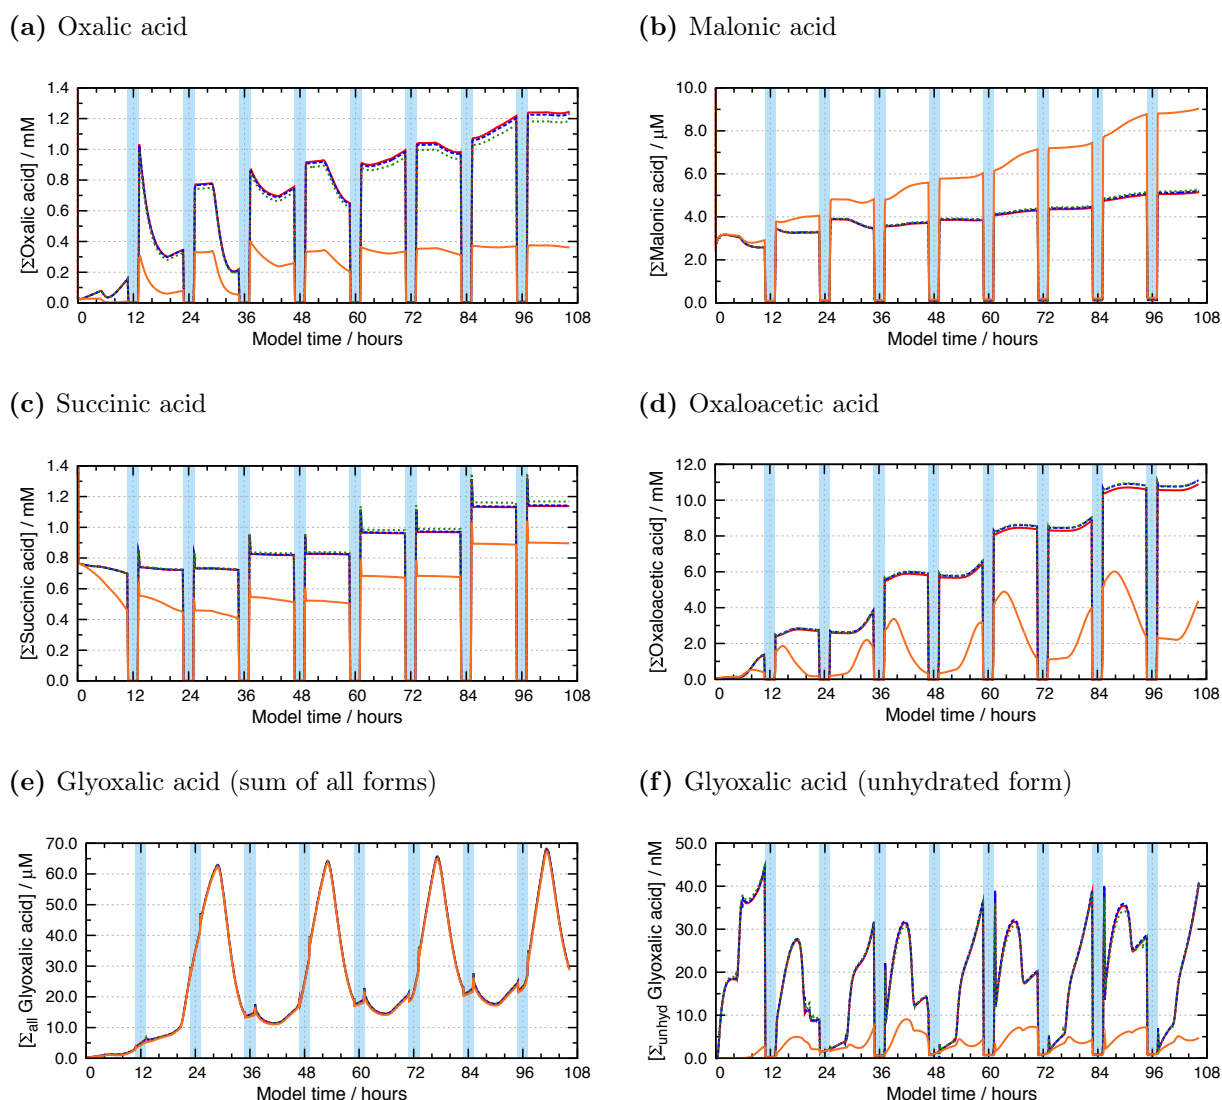 (a) Oxalic acid
[ΣOxalic acid] / mM
1.4
1.2
1.0
0.8
0.6
0.4
0.2
0.0
0 12 24 36 48 60 72 84 96 108
Model time / hours
(b) Malonic acid
[ΣMalonic acid] / μM
10.0
8.0
6.0
4.0
2.0
0.0
0 12 24 36 48 60 72 84 96 108
Model time / hours
(c) Succinic acid
[ΣSuccinic acid] / mM
1.4
1.2
1.0
0.8
0.6
0.4
0.2
0.0
0 12 24 36 48 60 72 84 96 108
Model time / hours
(d) Oxaloacetic acid
[ΣOxaloacetic acid] / mM
12.0
10.0
8.0
6.0
4.0
2.0
0.0
0 12 24 36 48 60 72 84 96 108
Model time / hours
(e) Glyoxalic acid (sum of all forms)
[Σall Glyoxalic acid] / μM
70.0
60.0
50.0
40.0
30.0
20.0
10.0
0.0
0 12 24 36 48 60 72 84 96 108
Model time / hours
(f) Glyoxalic acid (unhydrated form)
[Σunhyd Glyoxalic acid] / nM
50.0
40.0
30.0
20.0
10.0
0.0
0 12 24 36 48 60 72 84 96 108
Model time / hours